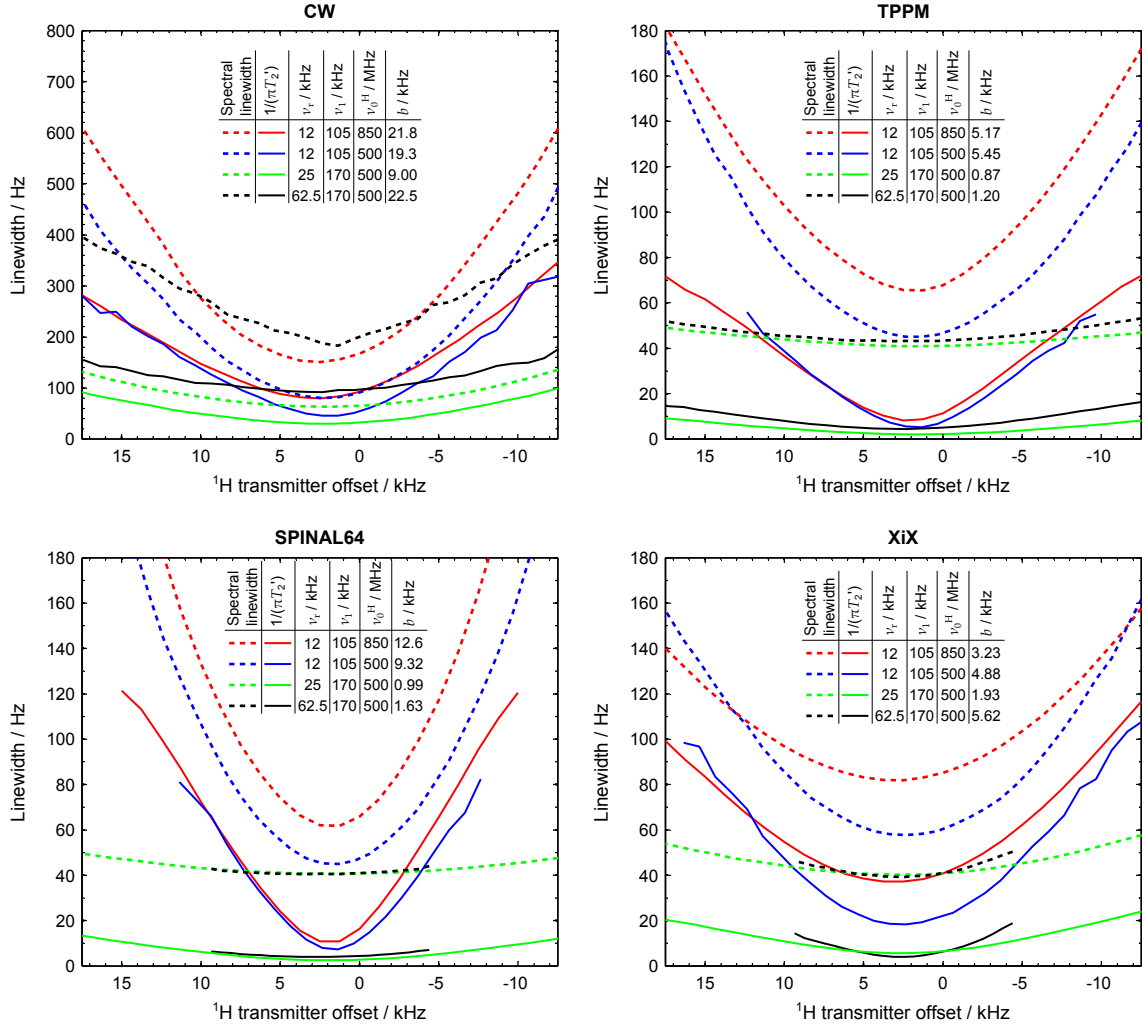 CW
Linewidth / Hz
800
700
600
500
400
300
200
100
0
Spectral linewidth 1/(πT₂') νᵣ / kHz ν₁ / kHz ν₀ᴴ / MHz b / kHz
12 105 850 21.8
12 105 500 19.3
25 170 500 9.00
62.5 170 500 22.5
15 10 5 0 -5 -10
¹H transmitter offset / kHz
TPPM
Linewidth / Hz
180
160
140
120
100
80
60
40
20
0
Spectral linewidth 1/(πT₂') νᵣ / kHz ν₁ / kHz ν₀ᴴ / MHz b / kHz
12 105 850 5.17
12 105 500 5.45
25 170 500 0.87
62.5 170 500 1.20
15 10 5 0 -5 -10
¹H transmitter offset / kHz
SPINAL64
Linewidth / Hz
180
160
140
120
100
80
60
40
20
0
Spectral linewidth 1/(πT₂') νᵣ / kHz ν₁ / kHz ν₀ᴴ / MHz b / kHz
12 105 850 12.6
12 105 500 9.32
25 170 500 0.99
62.5 170 500 1.63
15 10 5 0 -5 -10
¹H transmitter offset / kHz
XiX
Linewidth / Hz
180
160
140
120
100
80
60
40
20
0
Spectral linewidth 1/(πT₂') νᵣ / kHz ν₁ / kHz ν₀ᴴ / MHz b / kHz
12 105 850 3.23
12 105 500 4.88
25 170 500 1.93
62.5 170 500 5.62
15 10 5 0 -5 -10
¹H transmitter offset / kHz